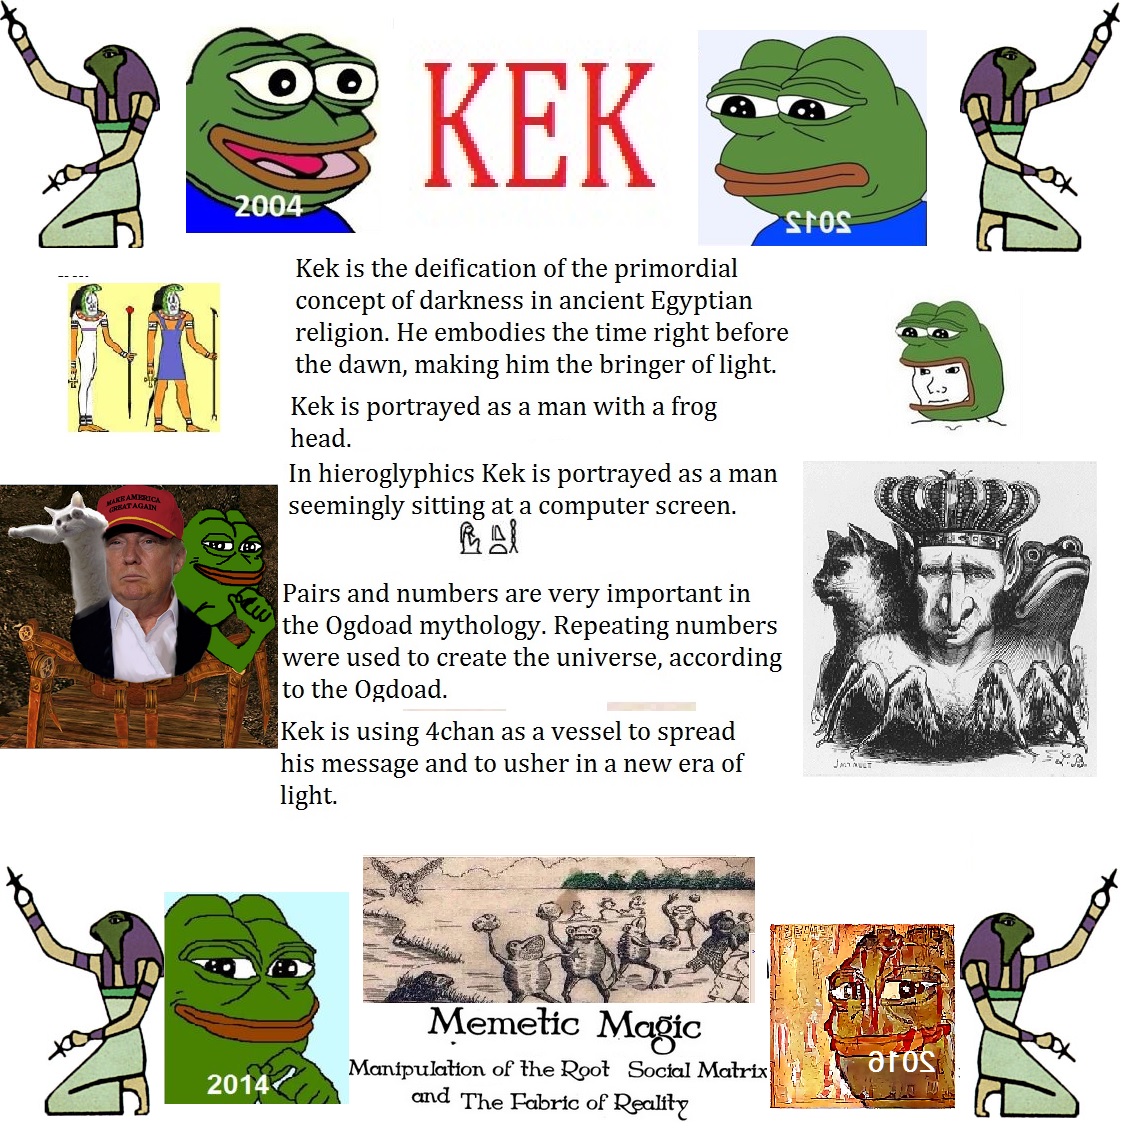 KEK
2004
2012
Kek is the deification of the primordial
concept of darkness in ancient Egyptian
religion. He embodies the time right before
the dawn, making him the bringer of light.
Kek is portrayed as a man with a frog
head.
In hieroglyphics Kek is portrayed as a man
seemingly sitting at a computer screen.
MAKE AMERICA
GREAT AGAIN
Pairs and numbers are very important in
the Ogdoad mythology. Repeating numbers
were used to create the universe, according
to the Ogdoad.
Kek is using 4chan as a vessel to spread
his message and to usher in a new era of
light.
Memetic Magic
Manipulation of the Root Social Matrix
and The Fabric of Reality
2014
2016